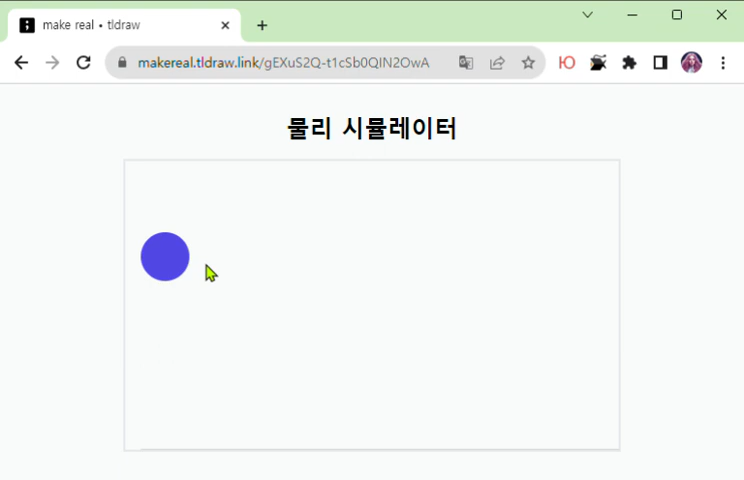 make real • tldraw
makereal.tldraw.link/gEXuS2Q-t1cSb0QIN2OwA
물리 시뮬레이터